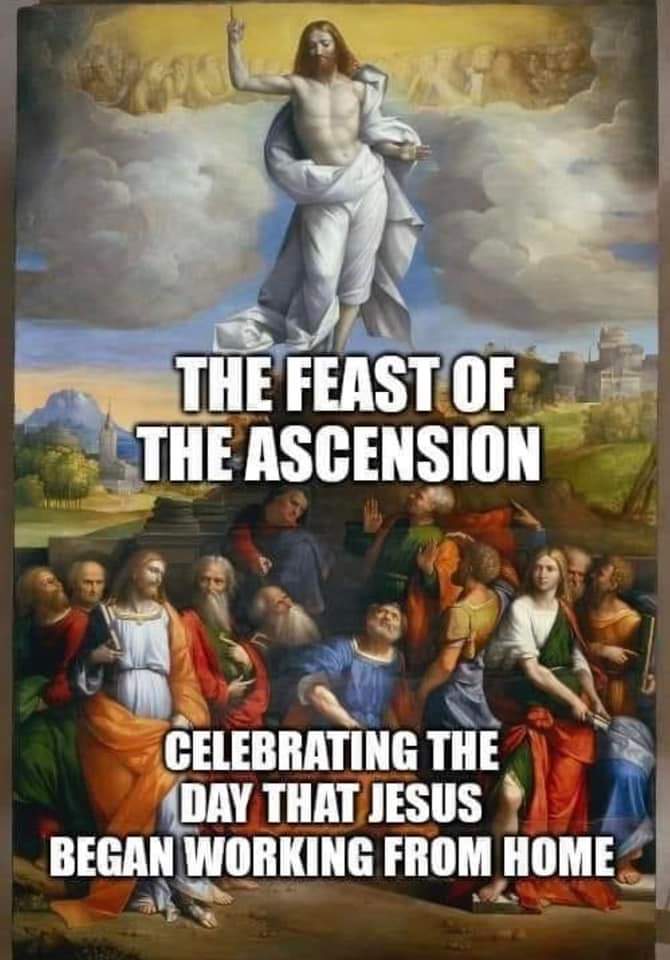 THE FEAST OF
THE ASCENSION
CELEBRATING THE
DAY THAT JESUS
BEGAN WORKING FROM HOME